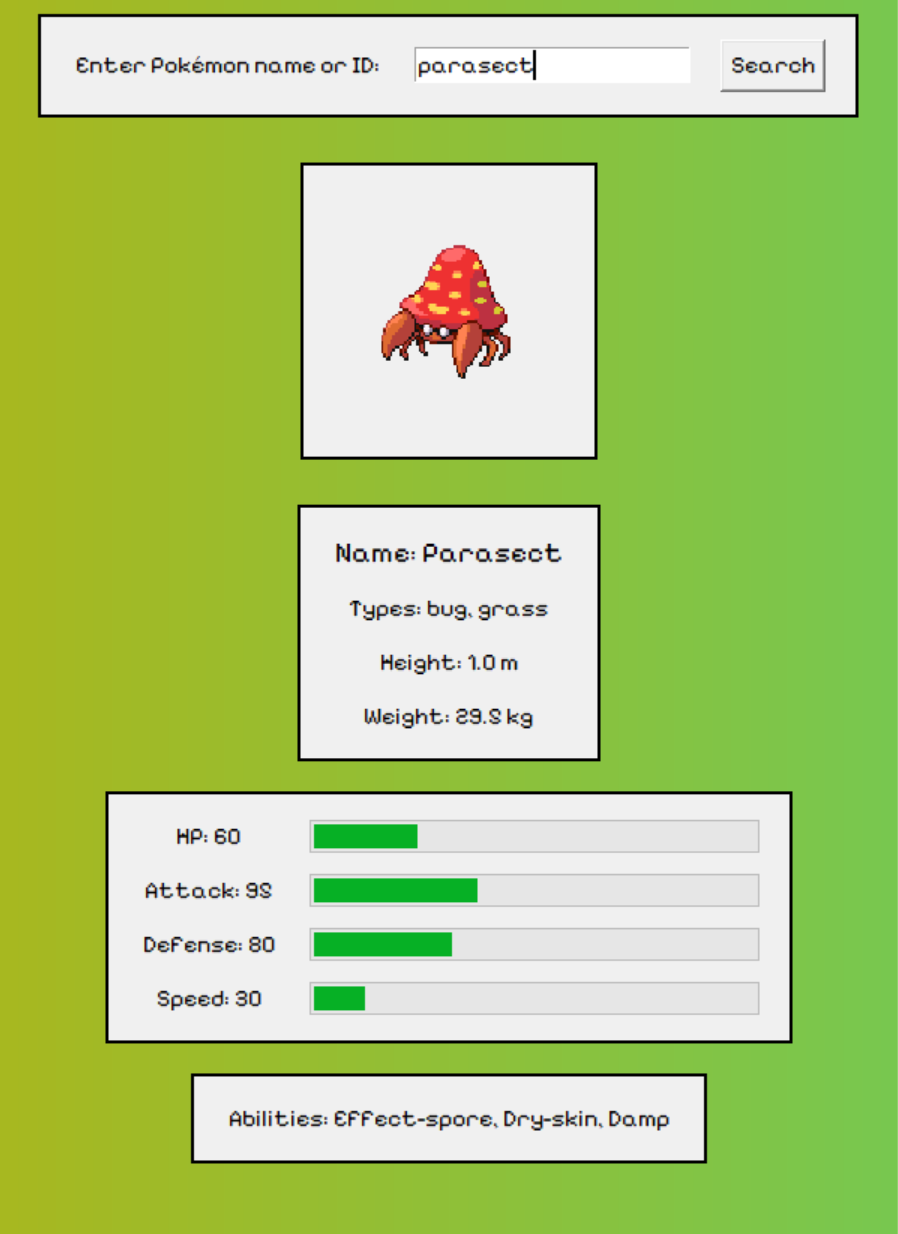 Enter Pokémon name or ID: parasect Search
Name: Parasect
Types: bug, grass
Height: 1.0 m
Weight: 29.5 kg
HP: 60
Attack: 95
Defense: 80
Speed: 30
Abilities: Effect-spore, Dry-skin, Damp